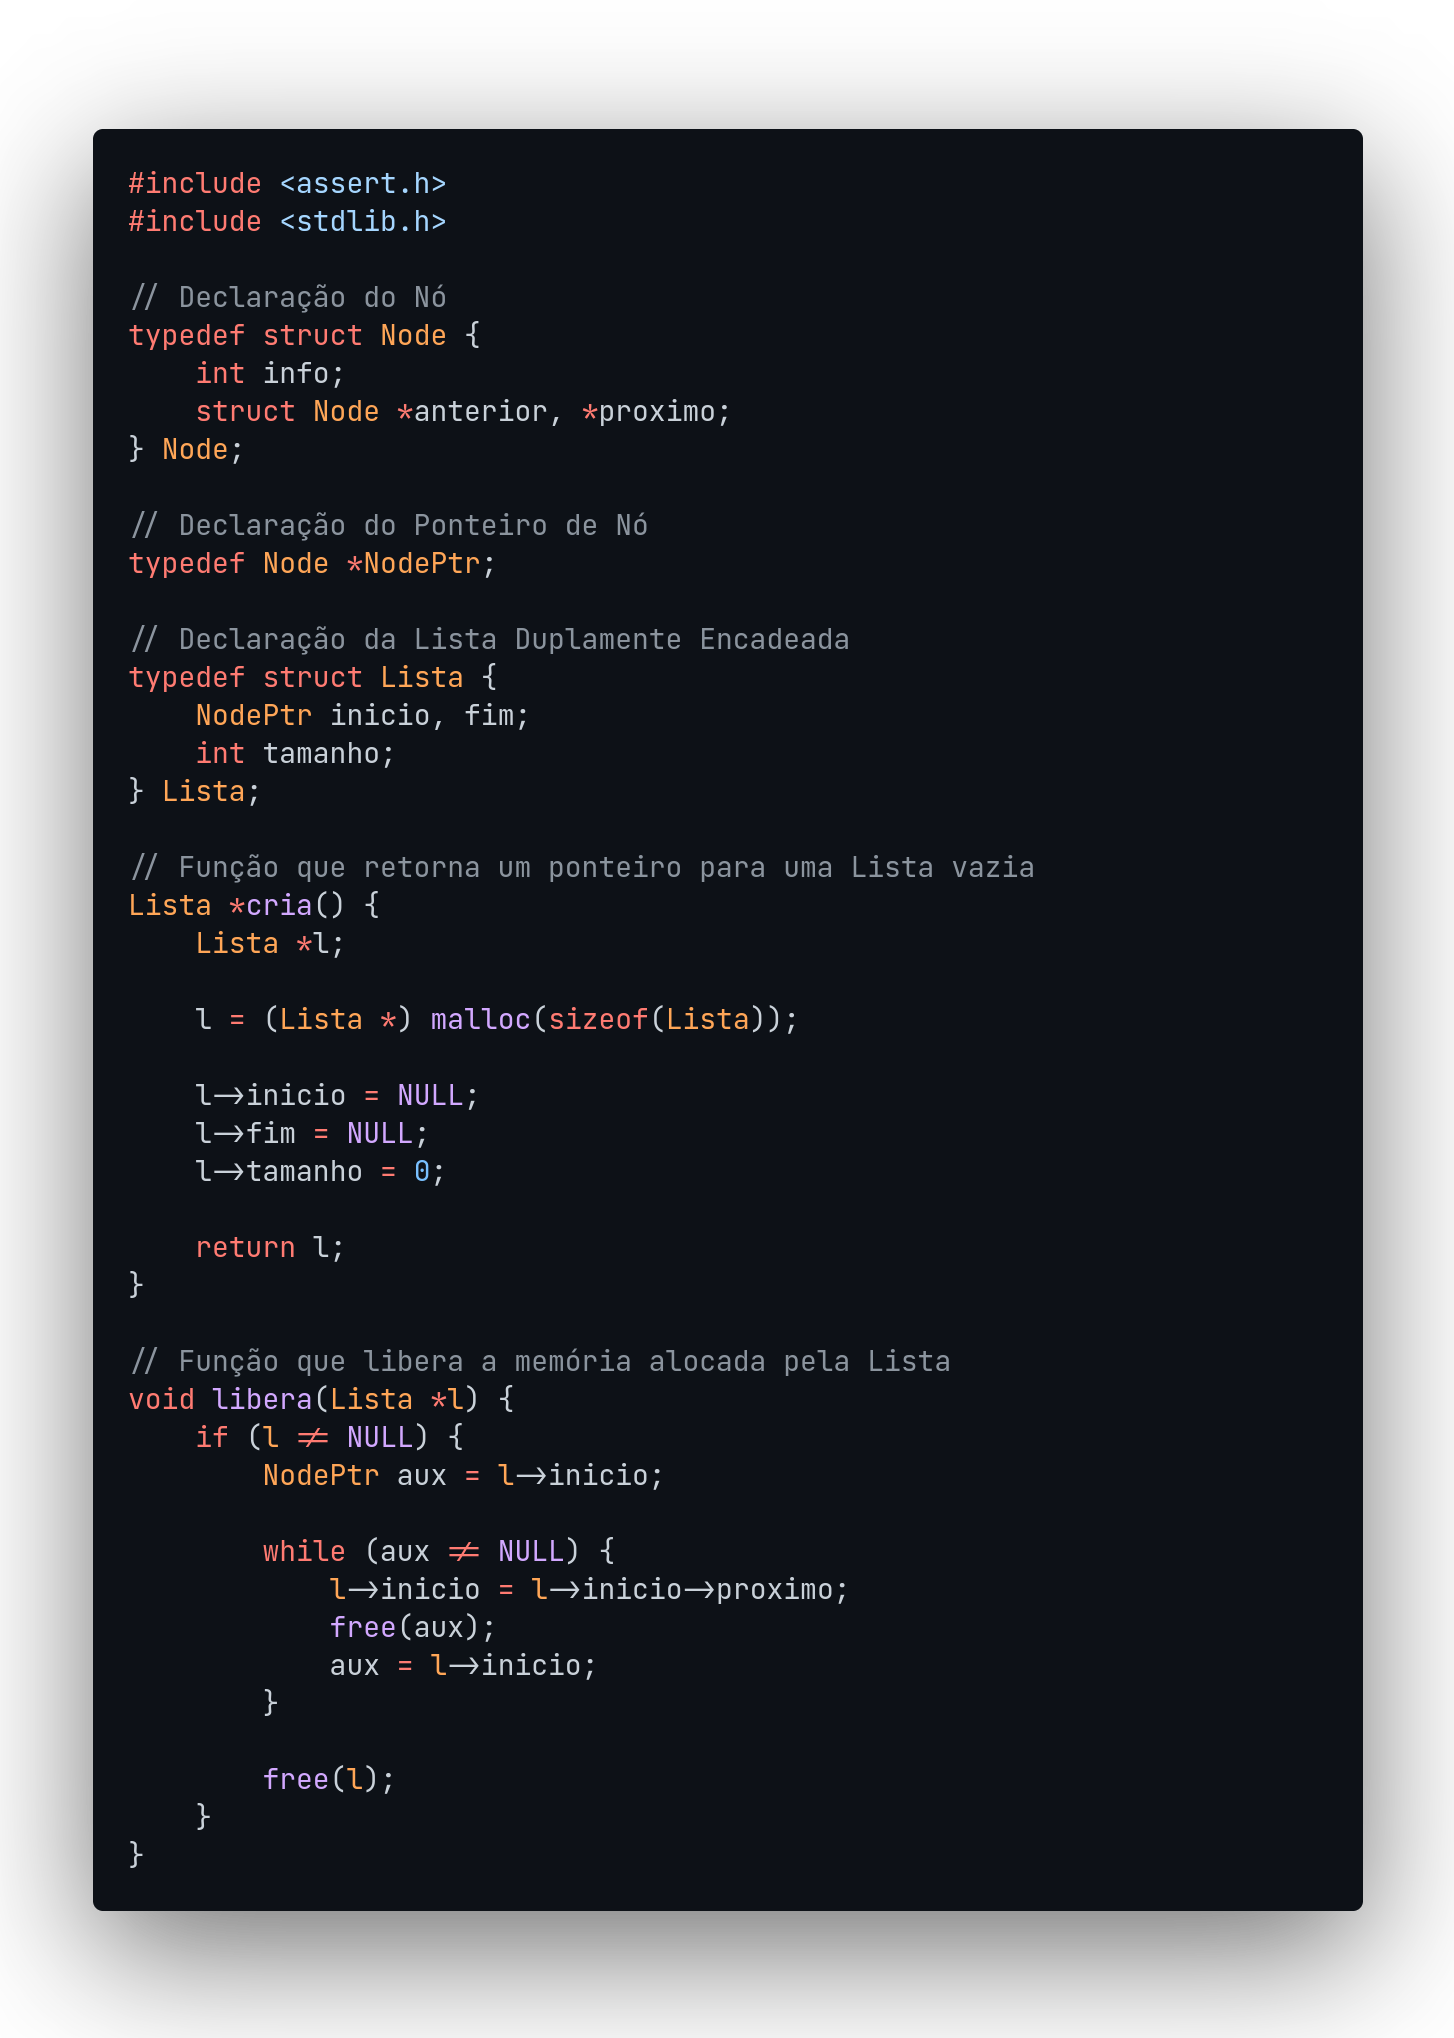 #include <assert.h>
#include <stdlib.h>
// Declaração do Nó
typedef struct Node {
    int info;
    struct Node *anterior, *proximo;
} Node;
// Declaração do Ponteiro de Nó
typedef Node *NodePtr;
// Declaração da Lista Duplamente Encadeada
typedef struct Lista {
    NodePtr inicio, fim;
    int tamanho;
} Lista;
// Função que retorna um ponteiro para uma Lista vazia
Lista *cria() {
    Lista *l;
    l = (Lista *) malloc(sizeof(Lista));
    l->inicio = NULL;
    l->fim = NULL;
    l->tamanho = 0;
    return l;
}
// Função que libera a memória alocada pela Lista
void libera(Lista *l) {
    if (l != NULL) {
        NodePtr aux = l->inicio;
        while (aux != NULL) {
            l->inicio = l->inicio->proximo;
            free(aux);
            aux = l->inicio;
        }
        free(l);
    }
}